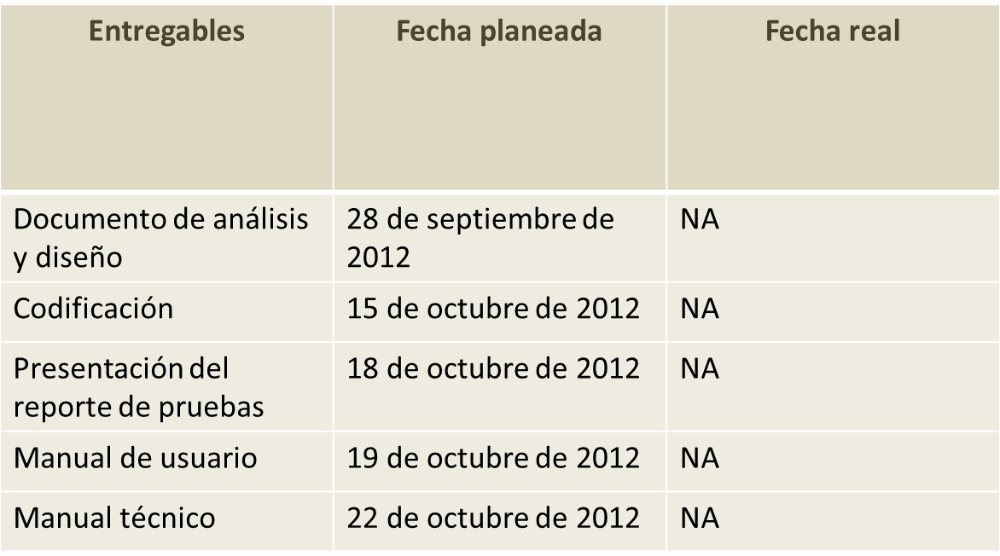 Entregables Fecha planeada Fecha real
Documento de análisis 28 de septiembre de NA
y diseño 2012
Codificación 15 de octubre de 2012 NA
Presentación del 18 de octubre de 2012 NA
reporte de pruebas
Manual de usuario 19 de octubre de 2012 NA
Manual técnico 22 de octubre de 2012 NA